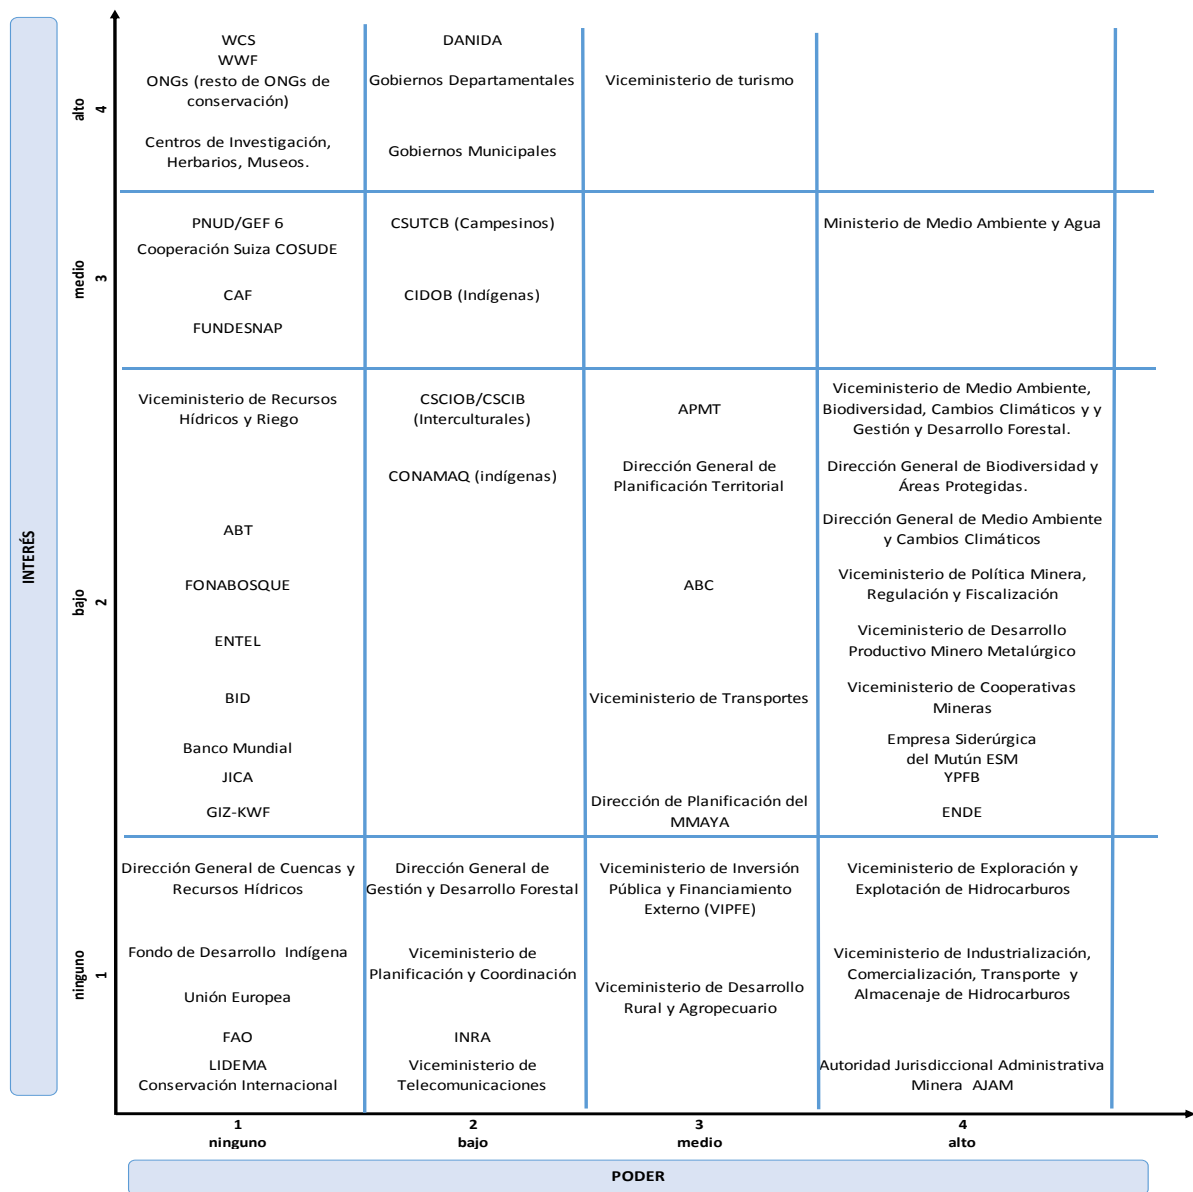 INTERÉS
alto
4
WCS
WWF
ONGs (resto de ONGs de
conservación)
Centros de Investigación,
Herbarios, Museos.
DANIDA
Gobiernos Departamentales
Gobiernos Municipales
Viceministerio de turismo
medio
3
PNUD/GEF 6
Cooperación Suiza COSUDE
CAF
FUNDESNAP
CSUTCB (Campesinos)
CIDOB (Indígenas)
Ministerio de Medio Ambiente y Agua
bajo
2
Viceministerio de Recursos
Hídricos y Riego
ABT
FONABOSQUE
ENTEL
BID
Banco Mundial
JICA
GIZ-KWF
CSCIOB/CSCIB
(Interculturales)
CONAMAQ (indígenas)
APMT
Dirección General de
Planificación Territorial
ABC
Viceministerio de Transportes
Dirección de Planificación del
MMAYA
Viceministerio de Medio Ambiente,
Biodiversidad, Cambios Climáticos y y
Gestión y Desarrollo Forestal.
Dirección General de Biodiversidad y
Áreas Protegidas.
Dirección General de Medio Ambiente
y Cambios Climáticos
Viceministerio de Política Minera,
Regulación y Fiscalización
Viceministerio de Desarrollo
Productivo Minero Metalúrgico
Viceministerio de Cooperativas
Mineras
Empresa Siderúrgica
del Mutún ESM
YPFB
ENDE
ninguno
1
Dirección General de Cuencas y
Recursos Hídricos
Fondo de Desarrollo Indígena
Unión Europea
FAO
LIDEMA
Conservación Internacional
Dirección General de
Gestión y Desarrollo Forestal
Viceministerio de
Planificación y Coordinación
INRA
Viceministerio de
Telecomunicaciones
Viceministerio de Inversión
Pública y Financiamiento
Externo (VIPFE)
Viceministerio de Desarrollo
Rural y Agropecuario
Viceministerio de Exploración y
Explotación de Hidrocarburos
Viceministerio de Industrialización,
Comercialización, Transporte y
Almacenaje de Hidrocarburos
Autoridad Jurisdiccional Administrativa
Minera AJAM
1
ninguno
2
bajo
3
medio
4
alto
PODER